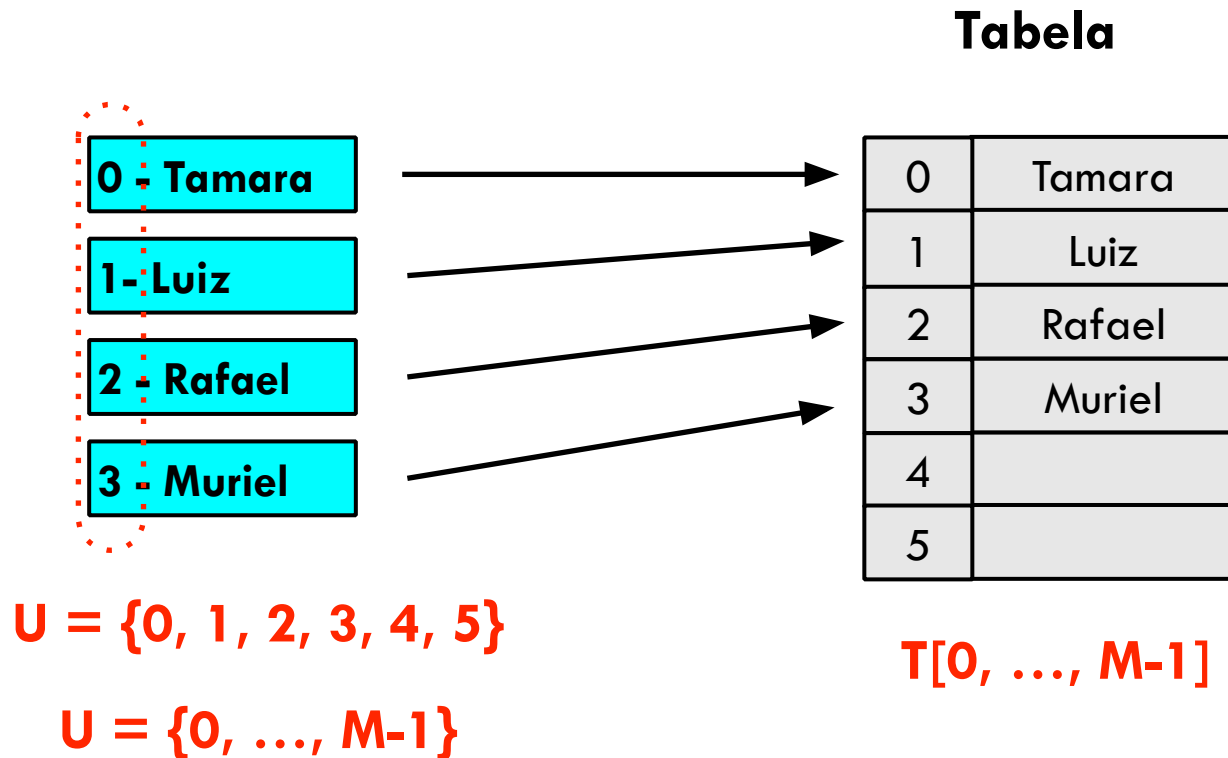 Tabela
0 - Tamara
1- Luiz
2 - Rafael
3 - Muriel
0 Tamara
1 Luiz
2 Rafael
3 Muriel
4
5
U = {0, 1, 2, 3, 4, 5}
U = {0, …, M-1}
T[0, …, M-1]